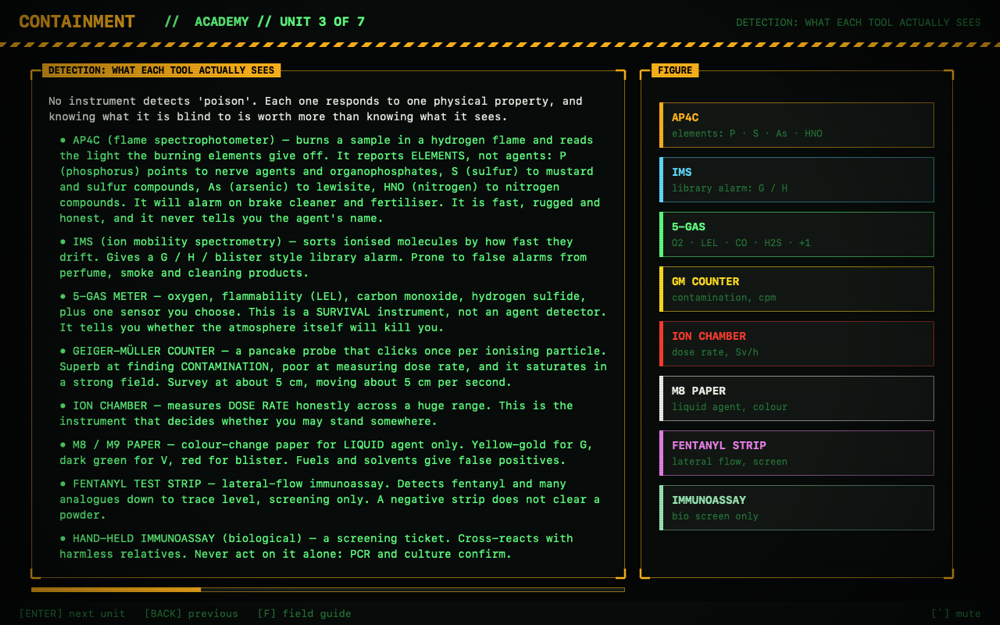 CONTAINMENT // ACADEMY // UNIT 3 OF 7
DETECTION: WHAT EACH TOOL ACTUALLY SEES
DETECTION: WHAT EACH TOOL ACTUALLY SEES
No instrument detects 'poison'. Each one responds to one physical property, and
knowing what it is blind to is worth more than knowing what it sees.
● AP4C (flame spectrophotometer) — burns a sample in a hydrogen flame and reads
the light the burning elements give off. It reports ELEMENTS, not agents: P
(phosphorus) points to nerve agents and organophosphates, S (sulfur) to mustard
and sulfur compounds, As (arsenic) to lewisite, HNO (nitrogen) to nitrogen
compounds. It will alarm on brake cleaner and fertiliser. It is fast, rugged and
honest, and it never tells you the agent's name.
● IMS (ion mobility spectrometry) — sorts ionised molecules by how fast they
drift. Gives a G / H / blister style library alarm. Prone to false alarms from
perfume, smoke and cleaning products.
● 5-GAS METER — oxygen, flammability (LEL), carbon monoxide, hydrogen sulfide,
plus one sensor you choose. This is a SURVIVAL instrument, not an agent detector.
It tells you whether the atmosphere itself will kill you.
● GEIGER-MÜLLER COUNTER — a pancake probe that clicks once per ionising particle.
Superb at finding CONTAMINATION, poor at measuring dose rate, and it saturates in
a strong field. Survey at about 5 cm, moving about 5 cm per second.
● ION CHAMBER — measures DOSE RATE honestly across a huge range. This is the
instrument that decides whether you may stand somewhere.
● M8 / M9 PAPER — colour-change paper for LIQUID agent only. Yellow-gold for G,
dark green for V, red for blister. Fuels and solvents give false positives.
● FENTANYL TEST STRIP — lateral-flow immunoassay. Detects fentanyl and many
analogues down to trace level, screening only. A negative strip does not clear a
powder.
● HAND-HELD IMMUNOASSAY (biological) — a screening ticket. Cross-reacts with
harmless relatives. Never act on it alone: PCR and culture confirm.
FIGURE
AP4C
elements: P · S · As · HNO
IMS
library alarm: G / H
5-GAS
O2 · LEL · CO · H2S · +1
GM COUNTER
contamination, cpm
ION CHAMBER
dose rate, Sv/h
M8 PAPER
liquid agent, colour
FENTANYL STRIP
lateral flow, screen
IMMUNOASSAY
bio screen only
[ENTER] next unit [BACK] previous [F] field guide
[`] mute